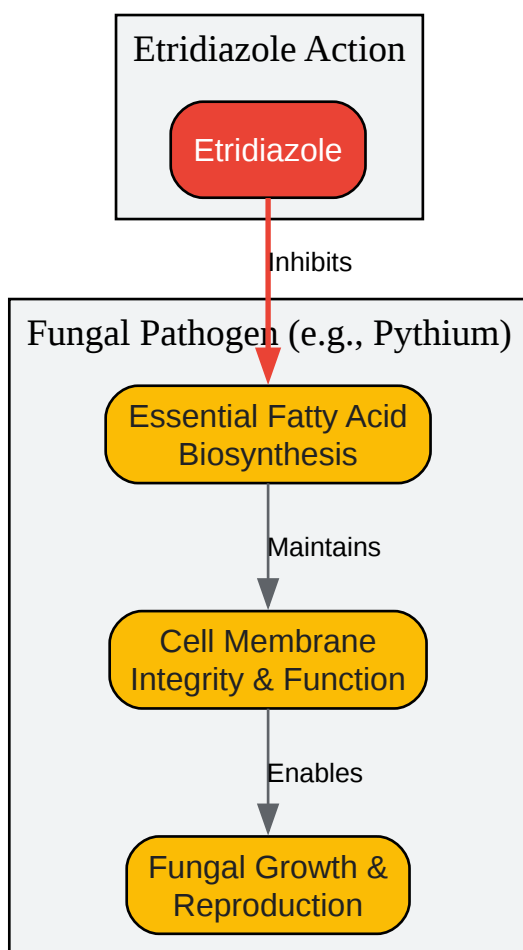 Etridiazole Action
Etridiazole
Inhibits
Fungal Pathogen (e.g., Pythium)
Essential Fatty Acid
Biosynthesis
Maintains
Cell Membrane
Integrity & Function
Enables
Fungal Growth &
Reproduction